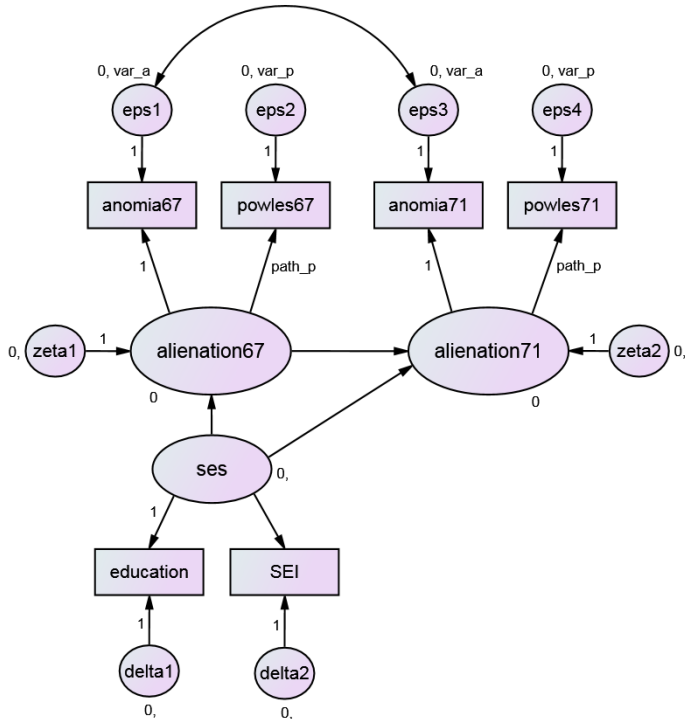 0, var_a
0, var_p
0, var_a
0, var_p
eps1
eps2
eps3
eps4
1
1
1
1
anomia67
powles67
anomia71
powles71
1
path_p
1
path_p
0,
zeta1
1
alienation67
alienation71
1
zeta2
0,
0
0
ses
0,
1
education
SEI
1
1
delta1
delta2
0,
0,